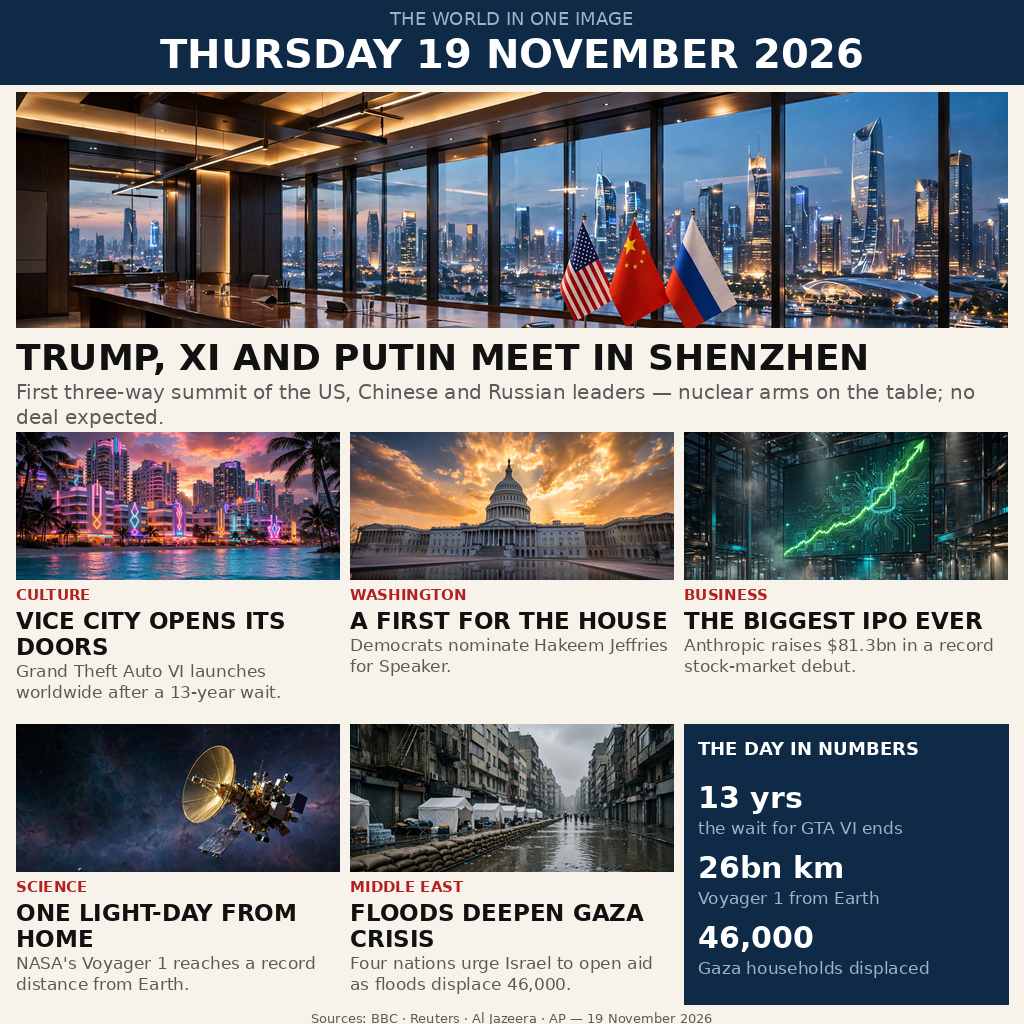 THE WORLD IN ONE IMAGE
THURSDAY 19 NOVEMBER 2026
TRUMP, XI AND PUTIN MEET IN SHENZHEN
First three-way summit of the US, Chinese and Russian leaders — nuclear arms on the table; no
deal expected.
CULTURE
VICE CITY OPENS ITS
DOORS
Grand Theft Auto VI launches
worldwide after a 13-year wait.
WASHINGTON
A FIRST FOR THE HOUSE
Democrats nominate Hakeem Jeffries
for Speaker.
BUSINESS
THE BIGGEST IPO EVER
Anthropic raises $81.3bn in a record
stock-market debut.
SCIENCE
ONE LIGHT-DAY FROM
HOME
NASA's Voyager 1 reaches a record
distance from Earth.
MIDDLE EAST
FLOODS DEEPEN GAZA
CRISIS
Four nations urge Israel to open aid
as floods displace 46,000.
THE DAY IN NUMBERS
13 yrs
the wait for GTA VI ends
26bn km
Voyager 1 from Earth
46,000
Gaza households displaced
Sources: BBC · Reuters · Al Jazeera · AP — 19 November 2026